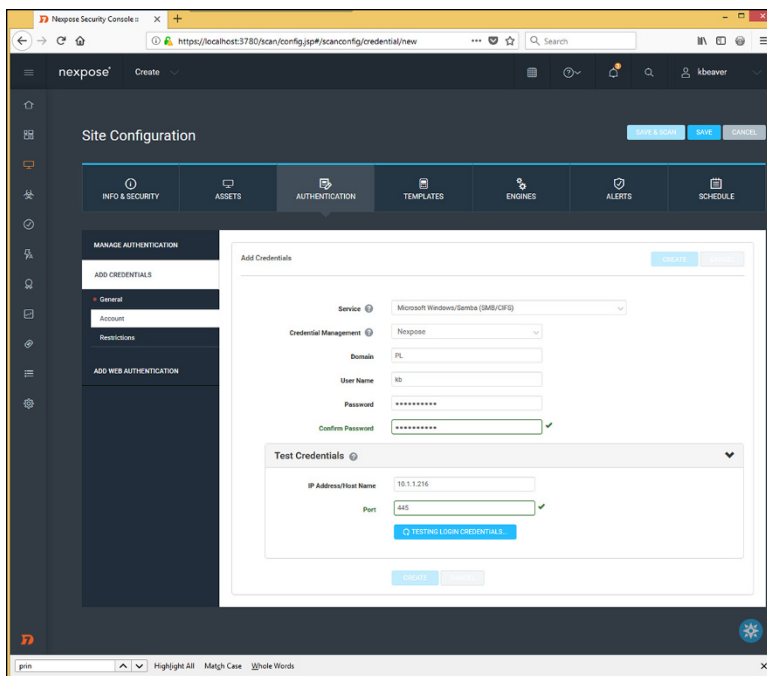 Nexpose Security Console ::
https://localhost:3780/scan/config.jsp#/scanconfig/credential/new
Search
nexpose
Create
kbeaver
Site Configuration
SAVE & SCAN
SAVE
CANCEL
INFO & SECURITY
ASSETS
AUTHENTICATION
TEMPLATES
ENGINES
ALERTS
SCHEDULE
MANAGE AUTHENTICATION
ADD CREDENTIALS
General
Account
Restrictions
ADD WEB AUTHENTICATION
Add Credentials
CREATE
Service
Microsoft Windows/Samba (SMB/CIFS)
Credential Management
Nexpose
Domain
PL
User Name
kb
Password
••••••••••
Confirm Password
••••••••••
Test Credentials
IP Address/Host Name
10.1.1.216
Port
445
TESTING LOGIN CREDENTIALS...
CREATE
prin
Highlight All
Match Case
Whole Words